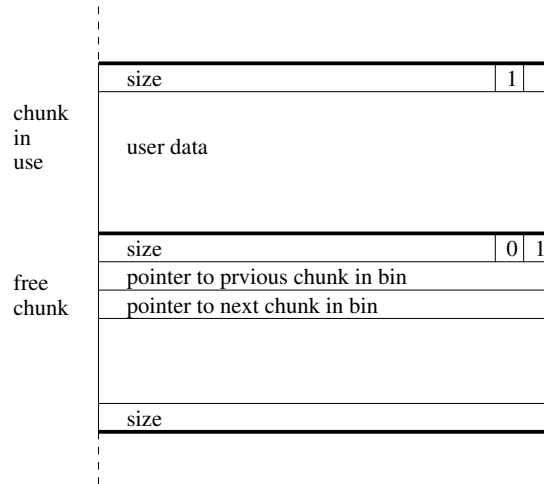 size 1
chunk
in
use
user data
size 0 1
free
chunk
pointer to prvious chunk in bin
pointer to next chunk in bin
size